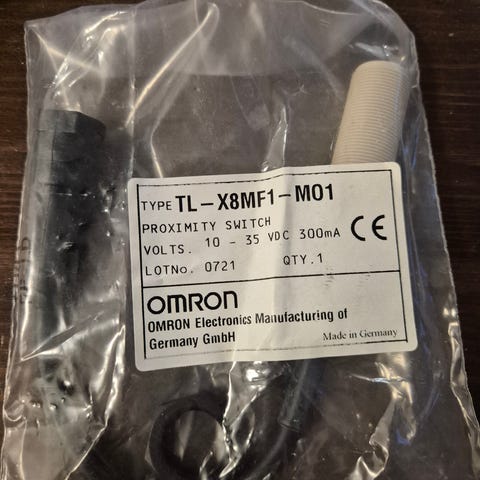 TYPE TL-X8MF1-M01
PROXIMITY SWITCH
VOLTS. 10 - 35 VDC 300mA
CE
LOTNo. 0721 QTY.1
OMRON
OMRON Electronics Manufacturing of
Germany GmbH
Made in Germany